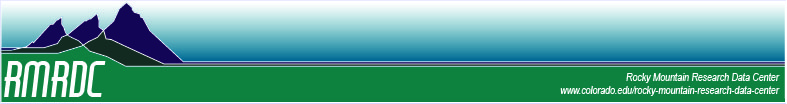 RMRDC
Rocky Mountain Research Data Center
www.colorado.edu/rocky-mountain-research-data-center